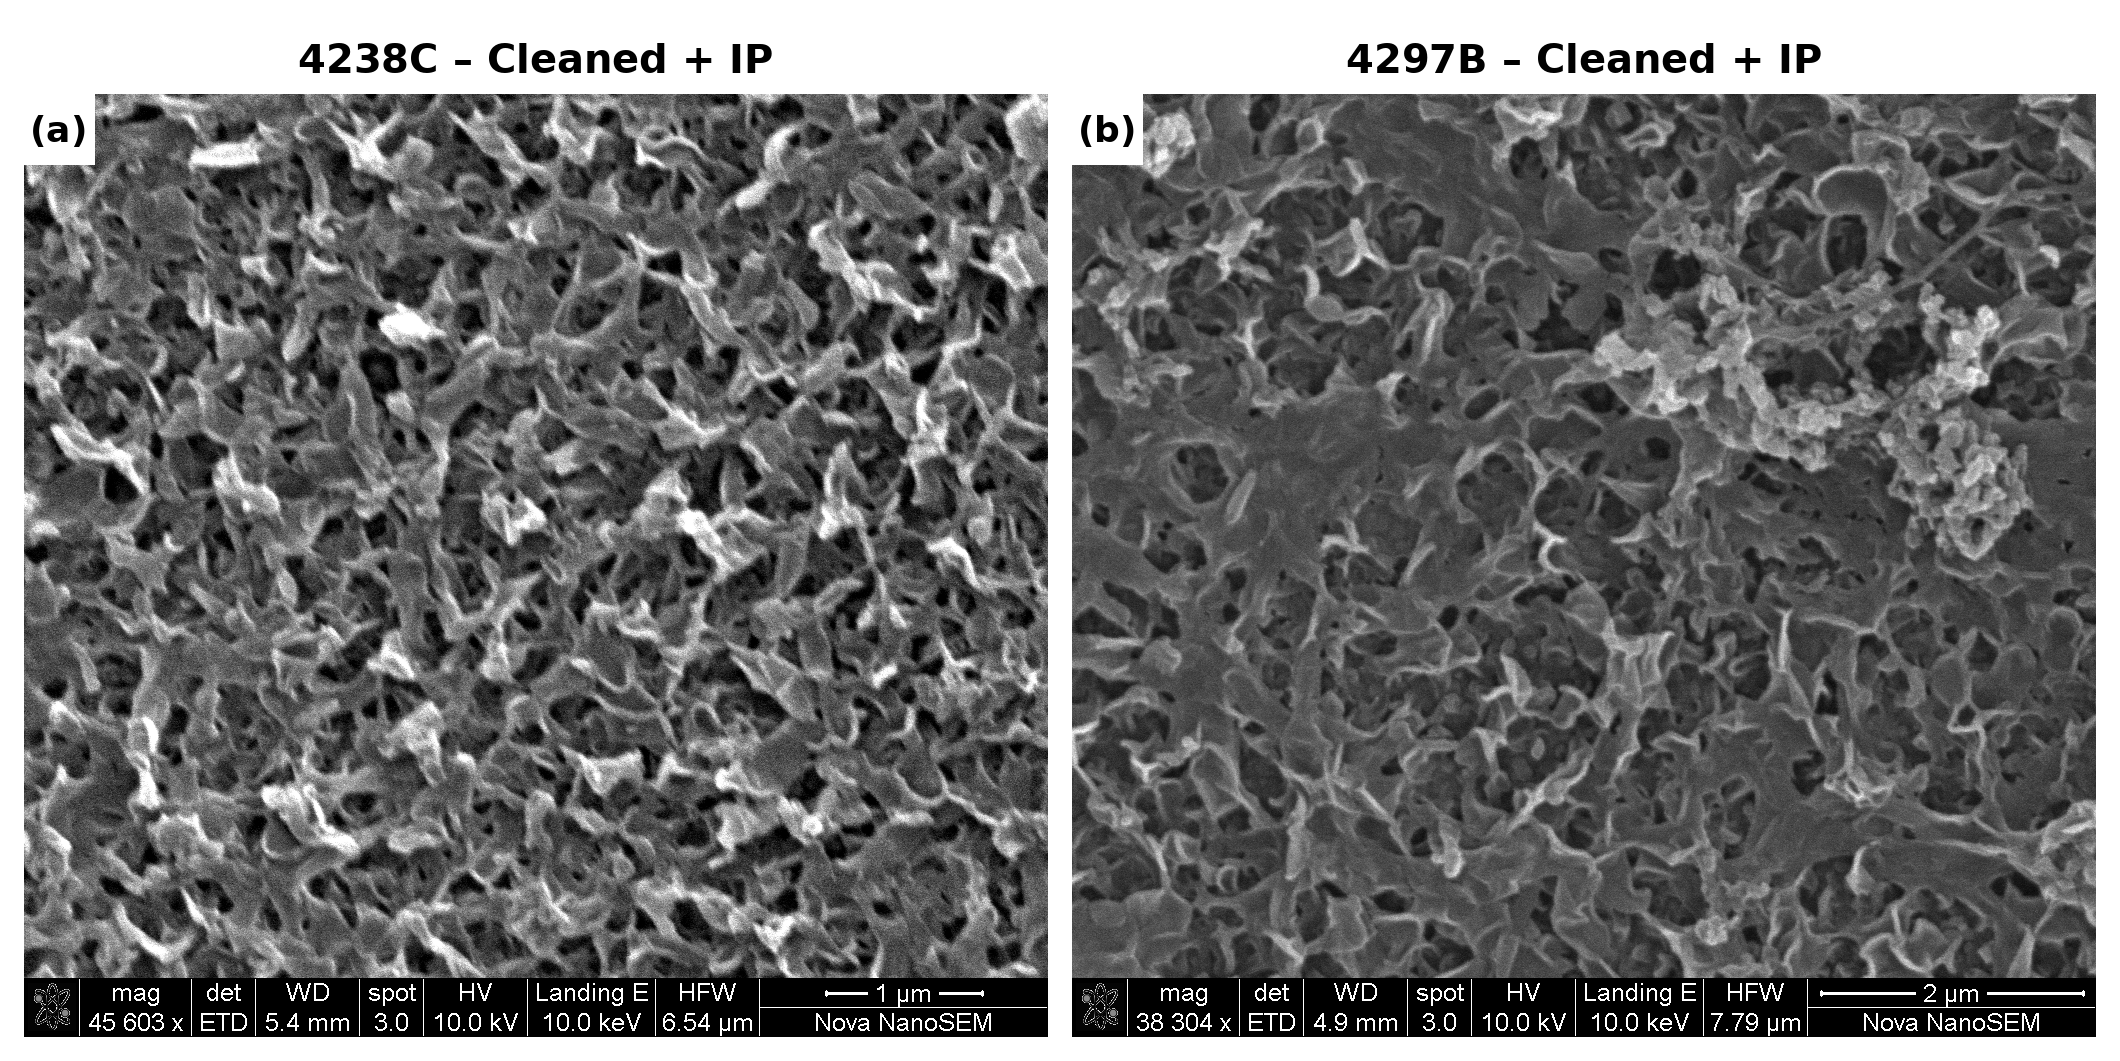 4238C – Cleaned + IP
4297B – Cleaned + IP
(a)
(b)
mag det WD spot HV Landing E HFW 1 µm
45 603 x ETD 5.4 mm 3.0 10.0 kV 10.0 keV 6.54 µm Nova NanoSEM
mag det WD spot HV Landing E HFW 2 µm
38 304 x ETD 4.9 mm 3.0 10.0 kV 10.0 keV 7.79 µm Nova NanoSEM